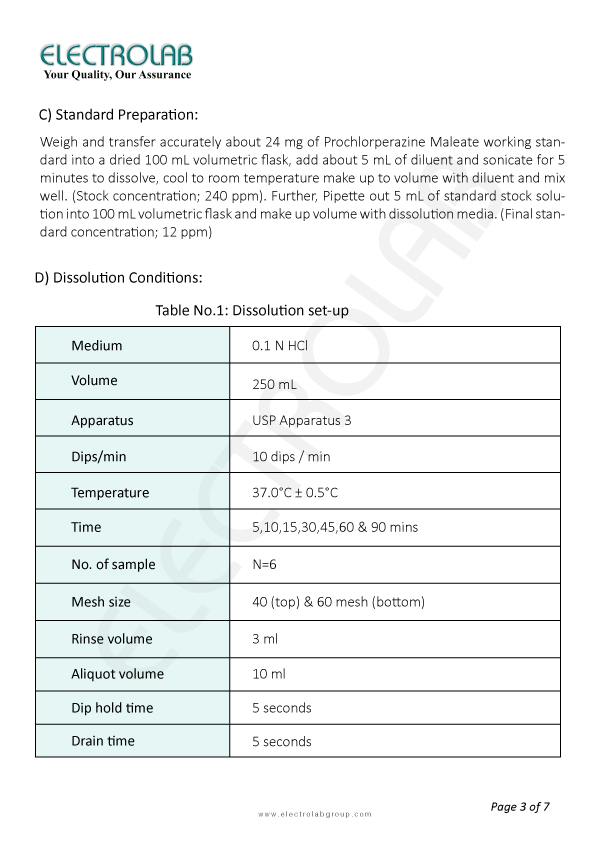 ELECTROLAB
Your Quality, Our Assurance
C) Standard Preparation:
Weigh and transfer accurately about 24 mg of Prochlorperazine Maleate working stan-
dard into a dried 100 mL volumetric flask, add about 5 mL of diluent and sonicate for 5
minutes to dissolve, cool to room temperature make up to volume with diluent and mix
well. (Stock concentration; 240 ppm). Further, Pipette out 5 mL of standard stock solu-
tion into 100 mL volumetric flask and make up volume with dissolution media. (Final stan-
dard concentration; 12 ppm)
D) Dissolution Conditions:
Table No.1: Dissolution set-up
Medium 0.1 N HCl
Volume 250 mL
Apparatus USP Apparatus 3
Dips/min 10 dips / min
Temperature 37.0°C ± 0.5°C
Time 5,10,15,30,45,60 & 90 mins
No. of sample N=6
Mesh size 40 (top) & 60 mesh (bottom)
Rinse volume 3 ml
Aliquot volume 10 ml
Dip hold time 5 seconds
Drain time 5 seconds
ELECTROLAB
Page 3 of 7
www.electrolabgroup.com